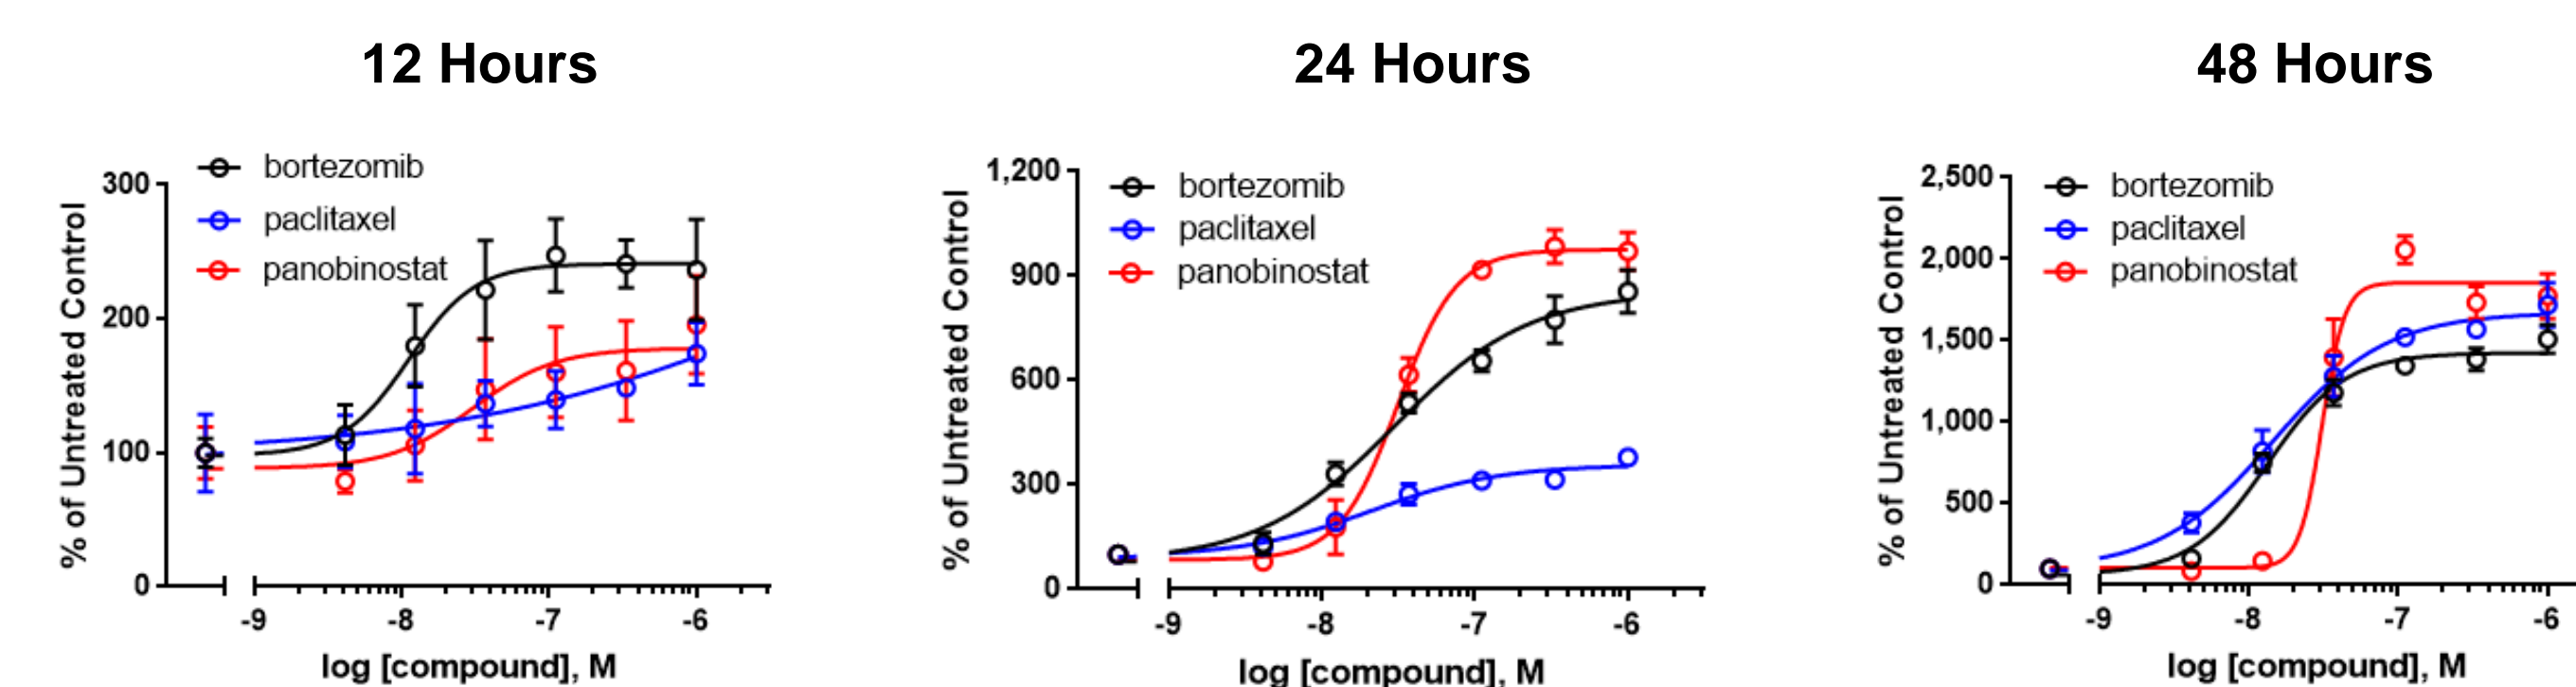 12 Hours
% of Untreated Control
300
200
100
0
bortezomib
paclitaxel
panobinostat
-9 -8 -7 -6
log [compound], M
24 Hours
% of Untreated Control
1,200
900
600
300
0
bortezomib
paclitaxel
panobinostat
-9 -8 -7 -6
log [compound], M
48 Hours
% of Untreated Control
2,500
2,000
1,500
1,000
500
0
bortezomib
paclitaxel
panobinostat
-9 -8 -7 -6
log [compound], M